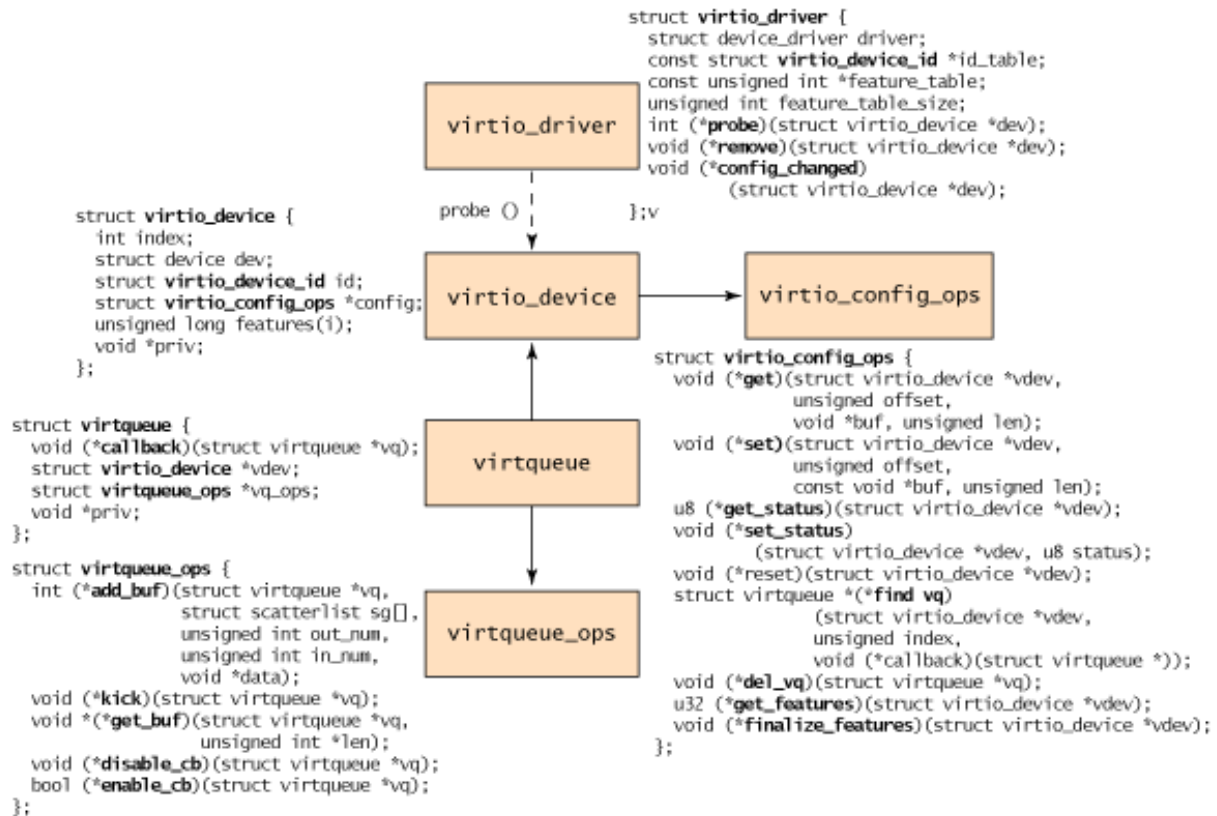 struct virtio_driver {
  struct device_driver driver;
  const struct virtio_device_id *id_table;
  const unsigned int *feature_table;
  unsigned int feature_table_size;
  int (*probe)(struct virtio_device *dev);
  void (*remove)(struct virtio_device *dev);
  void (*config_changed)
          (struct virtio_device *dev);
};v
virtio_driver
probe ()
struct virtio_device {
  int index;
  struct device dev;
  struct virtio_device_id id;
  struct virtio_config_ops *config;
  unsigned long features(i);
  void *priv;
};
virtio_device
virtio_config_ops
struct virtqueue {
  void (*callback)(struct virtqueue *vq);
  struct virtio_device *vdev;
  struct virtqueue_ops *vq_ops;
  void *priv;
};
virtqueue
struct virtqueue_ops {
  int (*add_buf)(struct virtqueue *vq,
                 struct scatterlist sg[],
                 unsigned int out_num,
                 unsigned int in_num,
                 void *data);
  void (*kick)(struct virtqueue *vq);
  void *(*get_buf)(struct virtqueue *vq,
                   unsigned int *len);
  void (*disable_cb)(struct virtqueue *vq);
  bool (*enable_cb)(struct virtqueue *vq);
};
virtqueue_ops
struct virtio_config_ops {
  void (*get)(struct virtio_device *vdev,
              unsigned offset,
              void *buf, unsigned len);
  void (*set)(struct virtio_device *vdev,
              unsigned offset,
              const void *buf, unsigned len);
  u8 (*get_status)(struct virtio_device *vdev);
  void (*set_status)
          (struct virtio_device *vdev, u8 status);
  void (*reset)(struct virtio_device *vdev);
  struct virtqueue *(*find vq)
                (struct virtio_device *vdev,
                unsigned index,
                void (*callback)(struct virtqueue *));
  void (*del_vq)(struct virtqueue *vq);
  u32 (*get_features)(struct virtio_device *vdev);
  void (*finalize_features)(struct virtio_device *vdev);
};